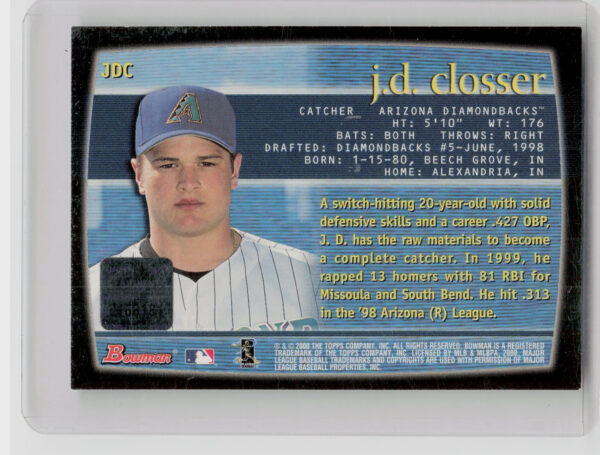 JDC
j.d. closser
CATCHER ARIZONA DIAMONDBACKS™
HT: 5'10" WT: 176
BATS: BOTH THROWS: RIGHT
DRAFTED: DIAMONDBACKS #5-JUNE, 1998
BORN: 1-15-80, BEECH GROVE, IN
HOME: ALEXANDRIA, IN
A switch-hitting 20-year-old with solid
defensive skills and a career .427 OBP,
J. D. has the raw materials to become
a complete catcher. In 1999, he
rapped 13 homers with 81 RBI for
Missoula and South Bend. He hit .313
in the '98 Arizona (R) League.
Bowman
® & © 2000 THE TOPPS COMPANY, INC. ALL RIGHTS RESERVED. BOWMAN IS A REGISTERED
TRADEMARK OF THE TOPPS COMPANY, INC. LICENSED BY MLB & MLBPA, 2000. MAJOR
LEAGUE BASEBALL TRADEMARKS AND COPYRIGHTS ARE USED WITH PERMISSION OF MAJOR
LEAGUE BASEBALL PROPERTIES, INC.